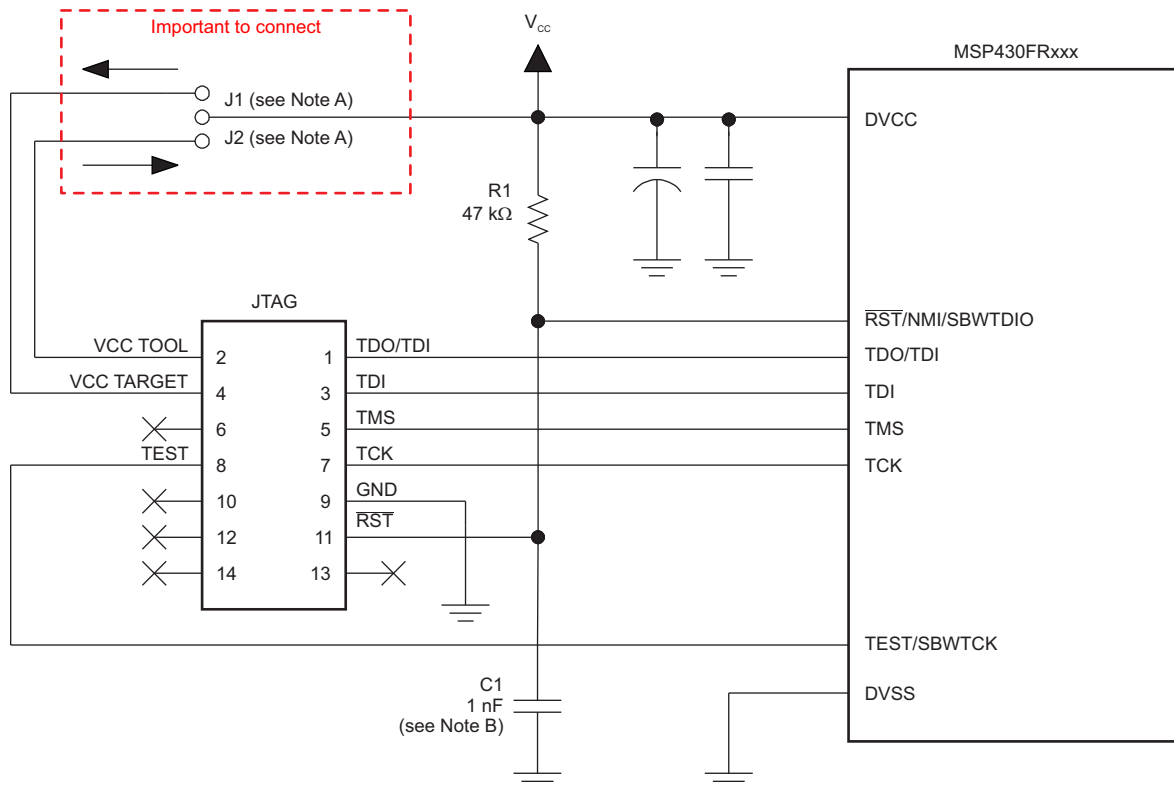 Important to connect
J1 (see Note A)
J2 (see Note A)
VCC
MSP430FRxxx
DVCC
R1
47 kΩ
JTAG
VCC TOOL
2
1
TDO/TDI
VCC TARGET
4
3
TDI
6
5
TMS
TEST
8
7
TCK
10
9
GND
12
11
RST
14
13
RST/NMI/SBWTDIO
TDO/TDI
TDI
TMS
TCK
TEST/SBWTCK
DVSS
C1
1 nF
(see Note B)